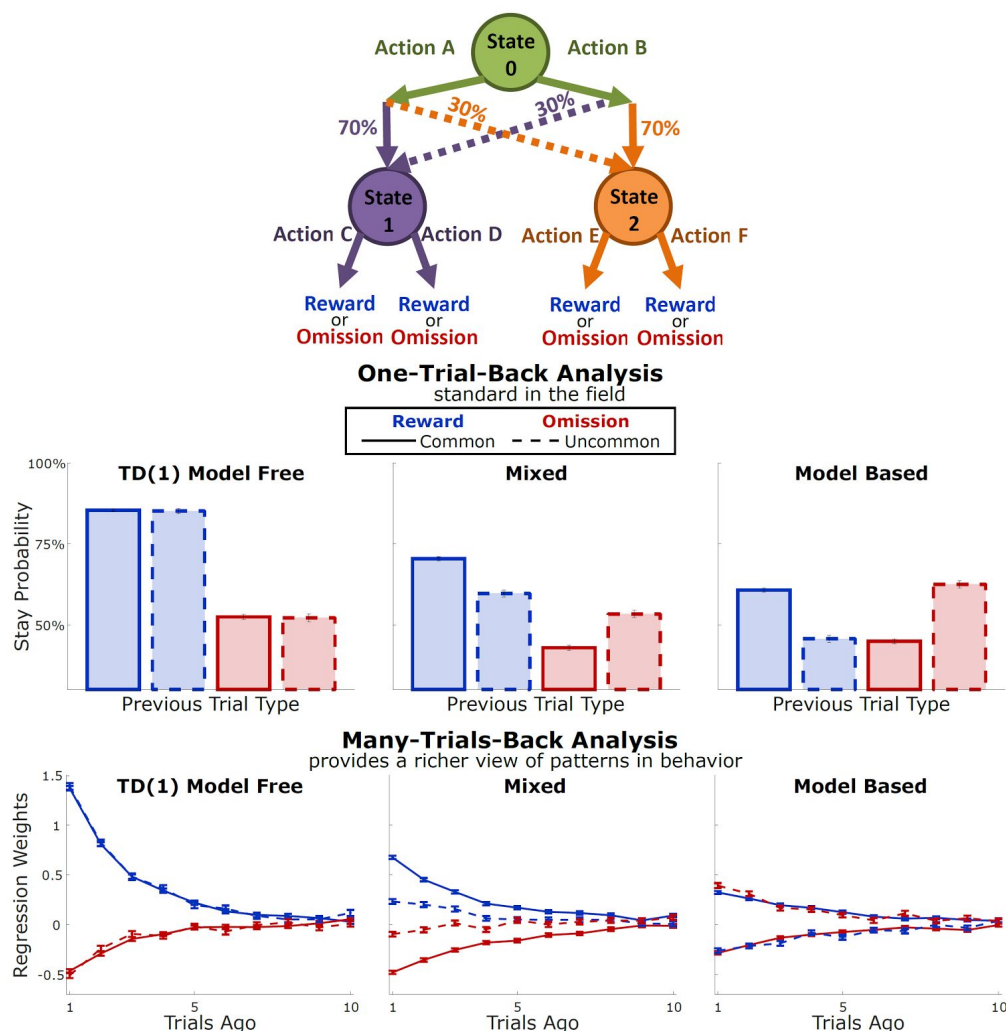 Action A
State
0
Action B
70%
30%
30%
70%
State
1
State
2
Action C
Action D
Action E
Action F
Reward
or
Omission
Reward
or
Omission
Reward
or
Omission
Reward
or
Omission
One-Trial-Back Analysis
standard in the field
Reward
Omission
Common
Uncommon
TD(1) Model Free
Mixed
Model Based
Stay Probability
100%
75%
50%
Previous Trial Type
Previous Trial Type
Previous Trial Type
Many-Trials-Back Analysis
provides a richer view of patterns in behavior
TD(1) Model Free
Mixed
Model Based
Regression Weights
1.5
1
0.5
0
-0.5
1 5 10
1 5 10
1 5 10
Trials Ago
Trials Ago
Trials Ago